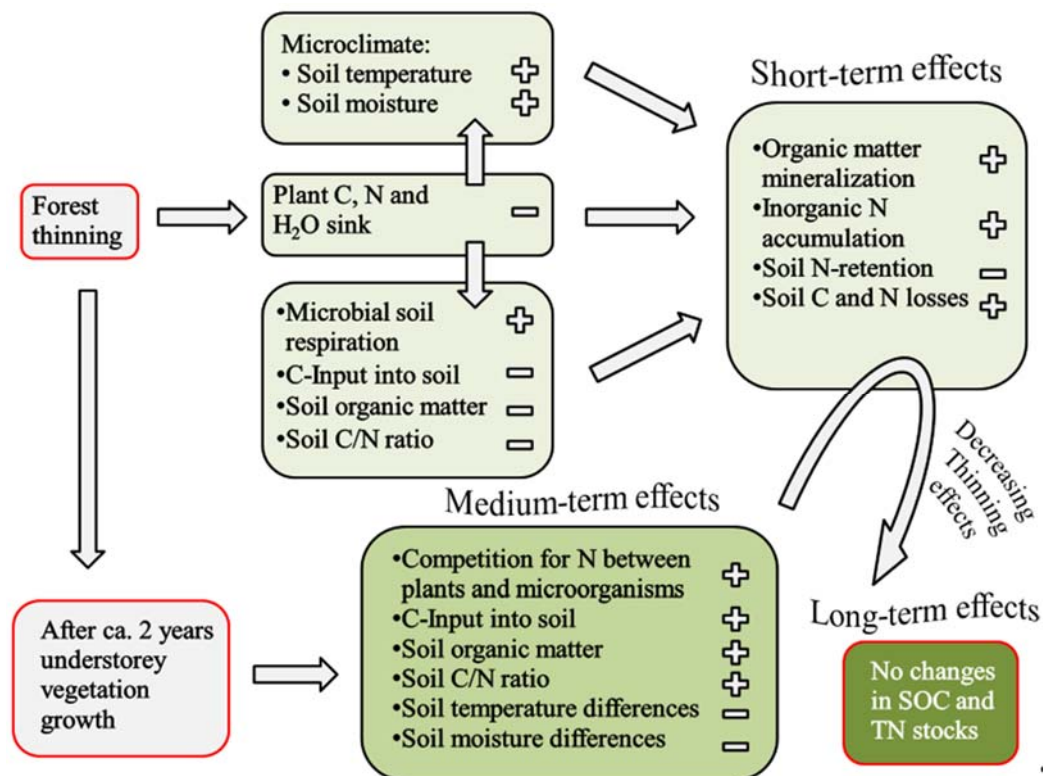 Microclimate:
• Soil temperature
• Soil moisture
Forest
thinning
Plant C, N and
H₂O sink
•Microbial soil
respiration
•C-Input into soil
•Soil organic matter
•Soil C/N ratio
Short-term effects
•Organic matter
mineralization
•Inorganic N
accumulation
•Soil N-retention
•Soil C and N losses
Decreasing
Thinning
effects
After ca. 2 years
understorey
vegetation
growth
Medium-term effects
•Competition for N between
plants and microorganisms
•C-Input into soil
•Soil organic matter
•Soil C/N ratio
•Soil temperature differences
•Soil moisture differences
Long-term effects
No changes
in SOC and
TN stocks